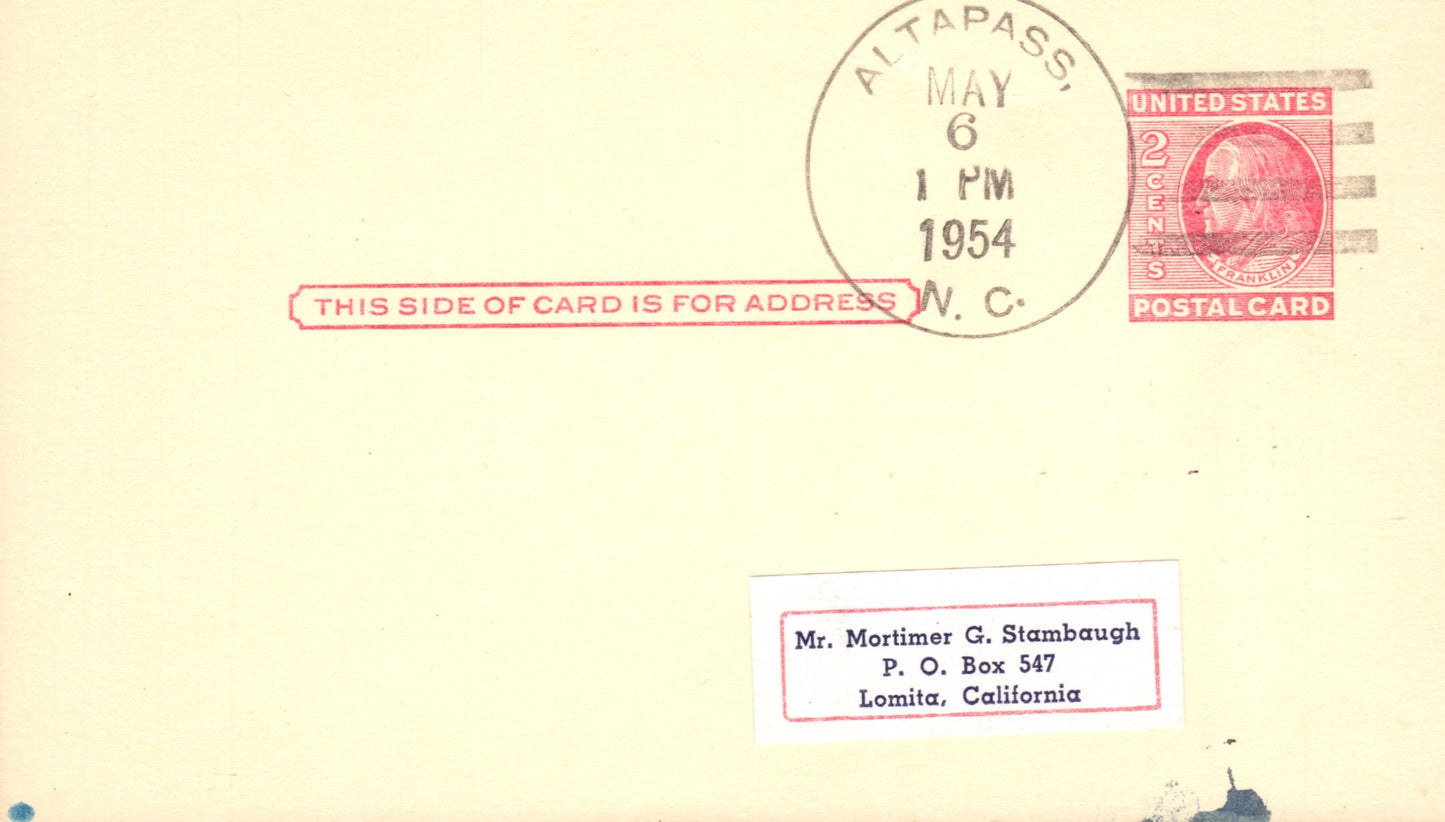 ALTAPASS,
MAY
6
1 PM
1954
N. C.
UNITED STATES
2
CENTS
FRANKLIN
POSTAL CARD
THIS SIDE OF CARD IS FOR ADDRESS
Mr. Mortimer G. Stambaugh
P. O. Box 547
Lomita, California